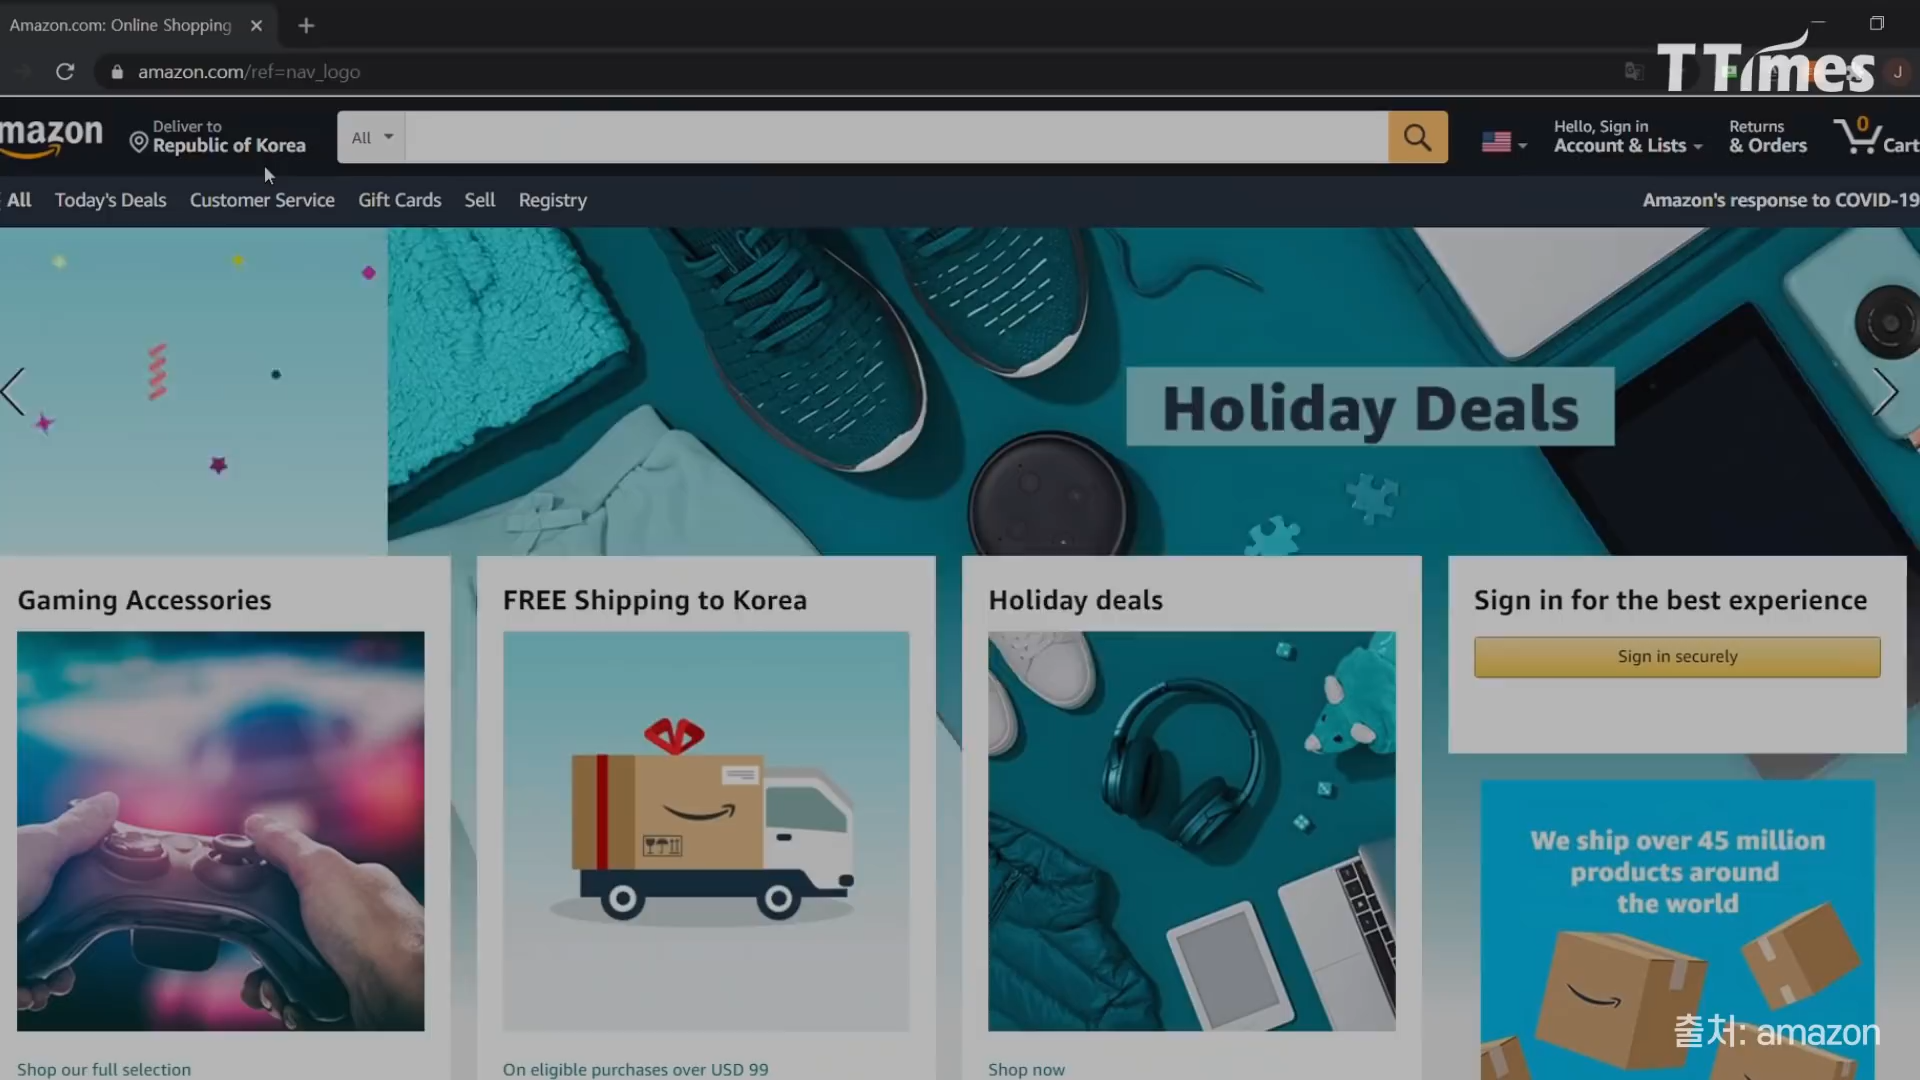 Amazon.com: Online Shopping
TTimes
amazon.com/ref=nav_logo
J
mazon
Deliver to
Republic of Korea
All
Hello, Sign in
Account & Lists
Returns
& Orders
0
Cart
All
Today's Deals
Customer Service
Gift Cards
Sell
Registry
Amazon's response to COVID-19
Holiday Deals
Gaming Accessories
FREE Shipping to Korea
Holiday deals
Sign in for the best experience
Sign in securely
We ship over 45 million
products around
the world
Shop our full selection
On eligible purchases over USD 99
Shop now
출처: amazon